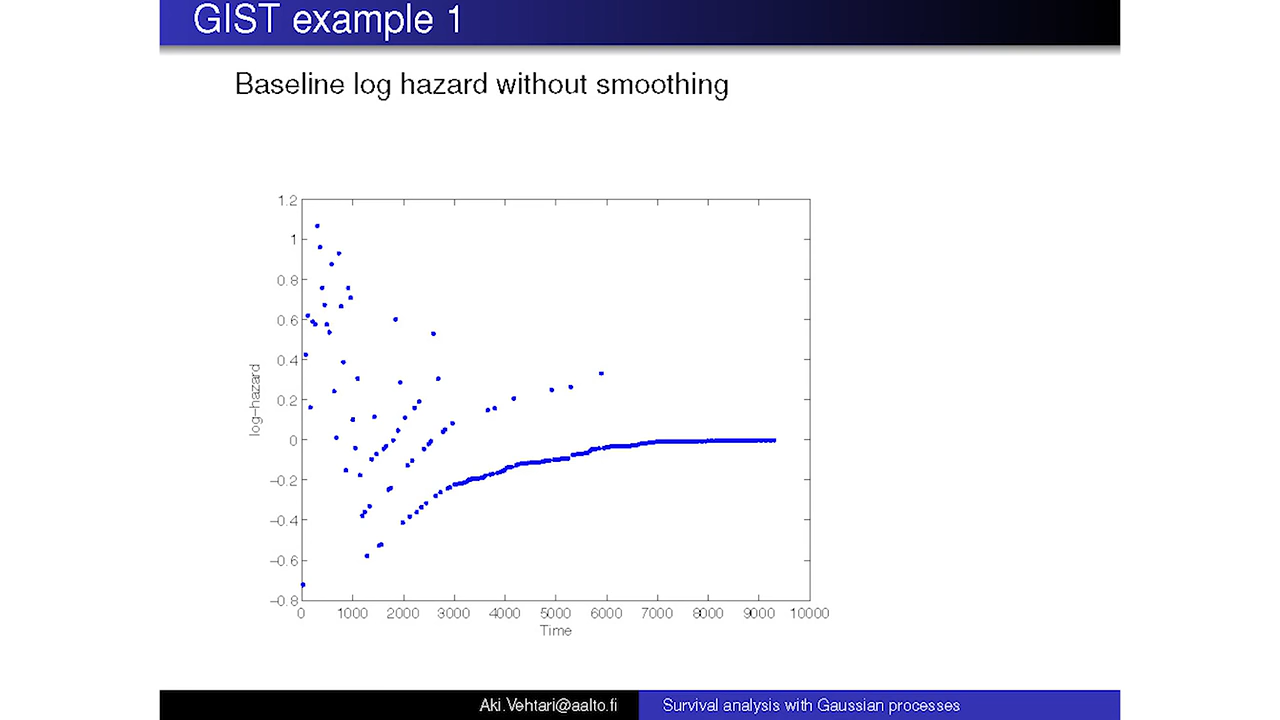 GIST example 1
Baseline log hazard without smoothing
1.2
1
0.8
0.6
0.4
0.2
0
−0.2
−0.4
−0.6
−0.8
log−hazard
0 1000 2000 3000 4000 5000 6000 7000 8000 9000 10000
Time
Aki.Vehtari@aalto.fi Survival analysis with Gaussian processes